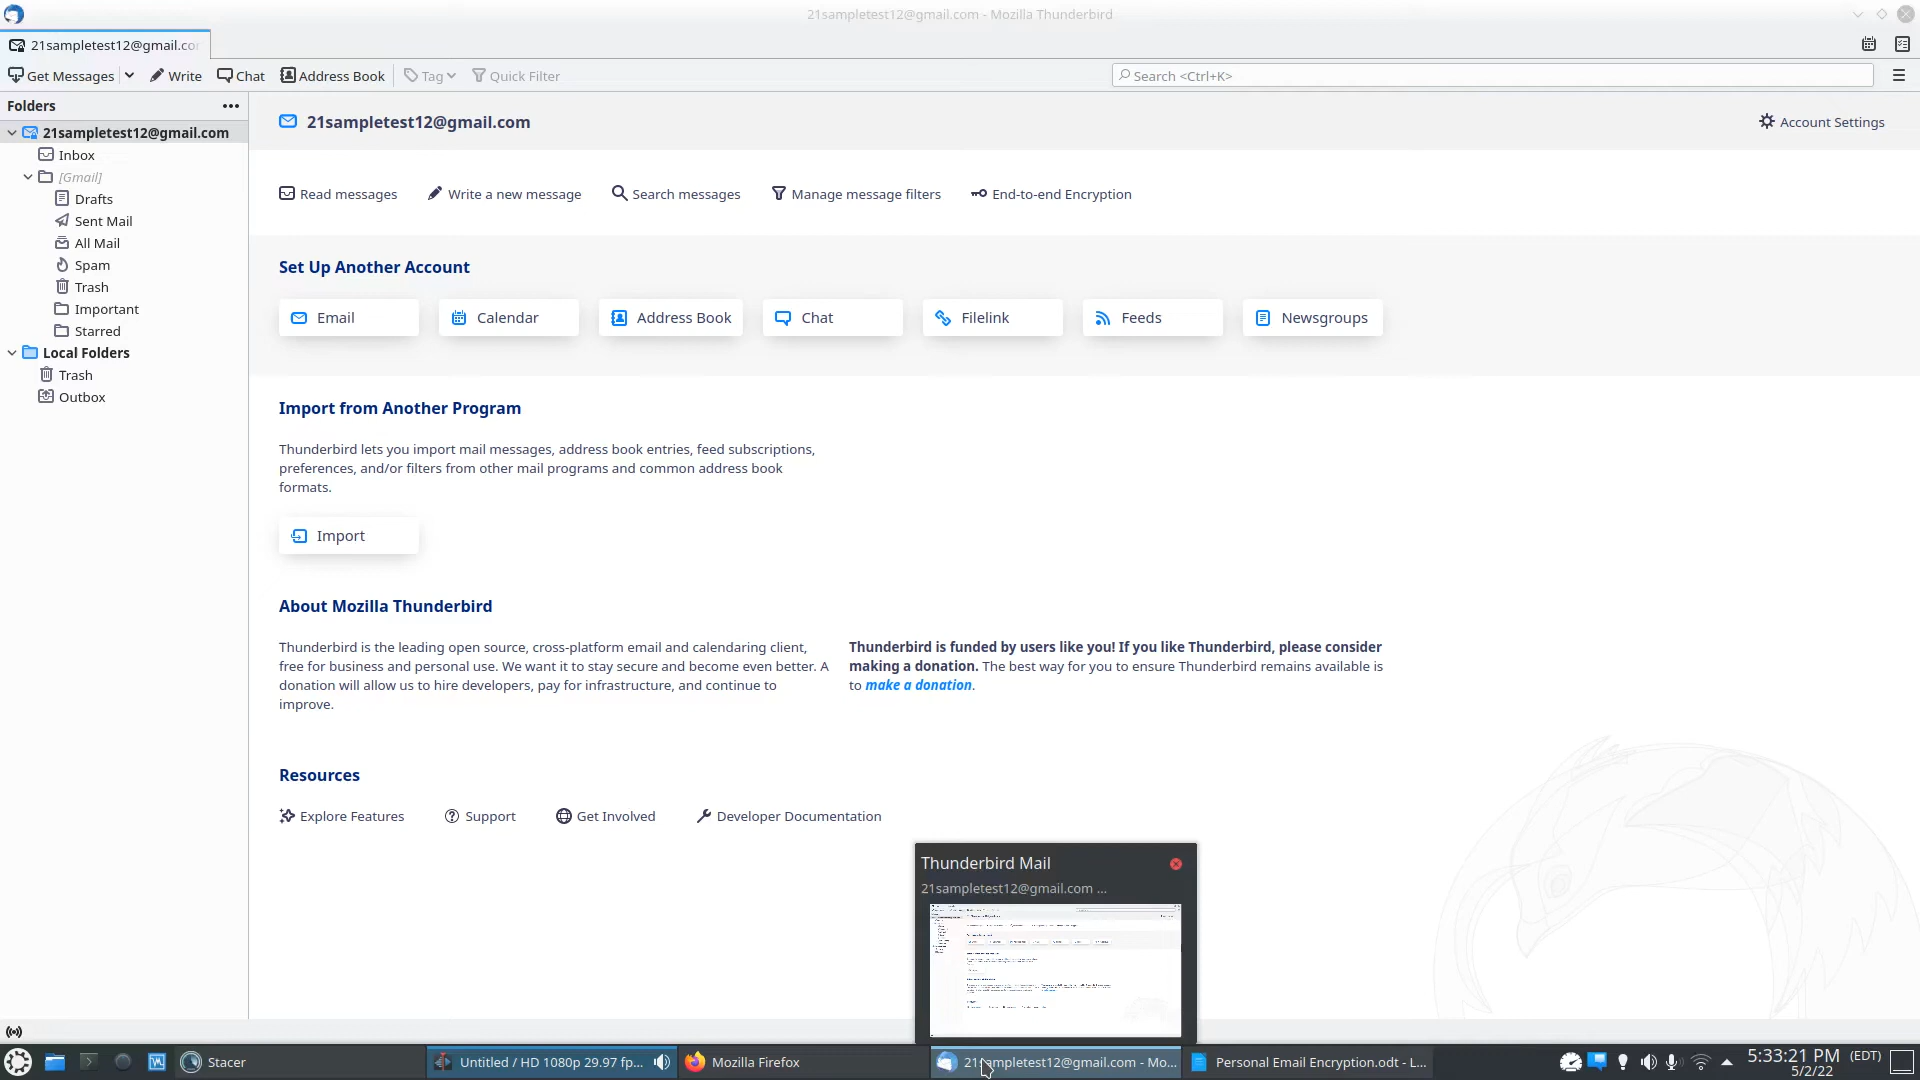 21sampletest12@gmail.com - Mozilla Thunderbird
21sampletest12@gmail.co
Get Messages Write Chat Address Book Tag Quick Filter Search <Ctrl+K>
Folders
21sampletest12@gmail.com
Inbox
[Gmail]
Drafts
Sent Mail
All Mail
Spam
Trash
Important
Starred
Local Folders
Trash
Outbox
21sampletest12@gmail.com Account Settings
Read messages Write a new message Search messages Manage message filters End-to-end Encryption
Set Up Another Account
Email Calendar Address Book Chat Filelink Feeds Newsgroups
Import from Another Program
Thunderbird lets you import mail messages, address book entries, feed subscriptions,
preferences, and/or filters from other mail programs and common address book
formats.
Import
About Mozilla Thunderbird
Thunderbird is the leading open source, cross-platform email and calendaring client,
free for business and personal use. We want it to stay secure and become even better. A
donation will allow us to hire developers, pay for infrastructure, and continue to
improve.
Thunderbird is funded by users like you! If you like Thunderbird, please consider
making a donation. The best way for you to ensure Thunderbird remains available is
to make a donation.
Resources
Explore Features Support Get Involved Developer Documentation
Thunderbird Mail
21sampletest12@gmail.com ...
Stacer Untitled / HD 1080p 29.97 fp... Mozilla Firefox 21sampletest12@gmail.com - Mo... Personal Email Encryption.odt - L... 5:33:21 PM (EDT)
5/2/22